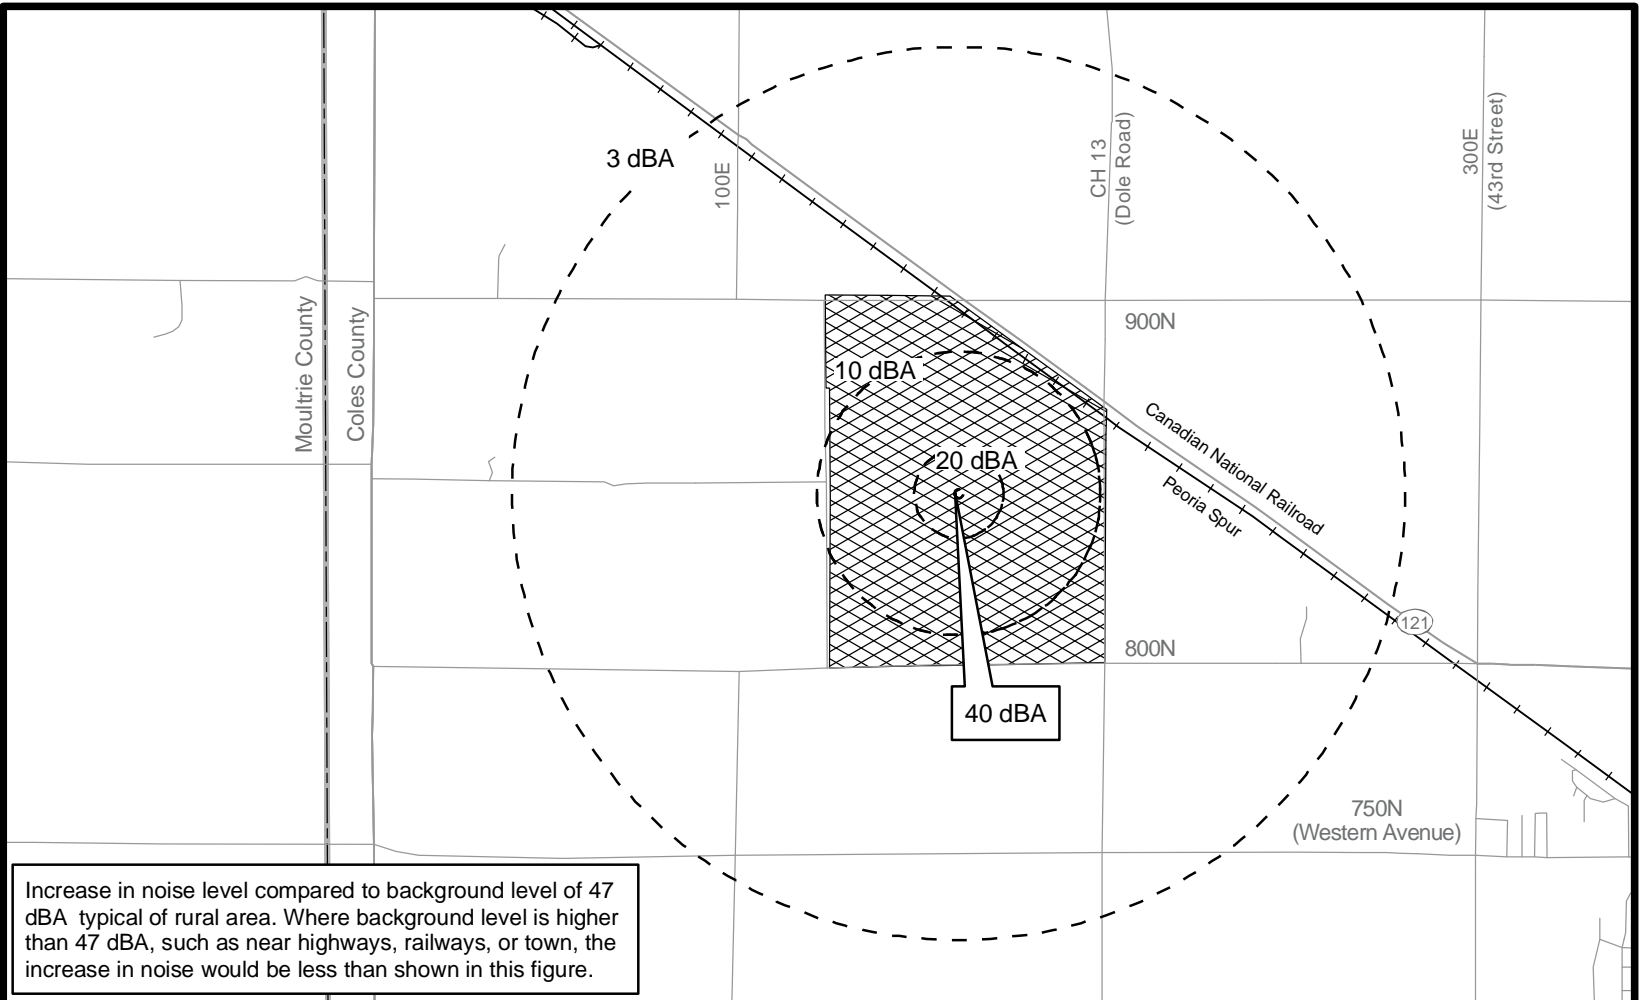 3 dBA
100E
CH 13
(Dole Road)
300E
(43rd Street)
Moultrie County
Coles County
900N
10 dBA
Canadian National Railroad
20 dBA
Peoria Spur
121
800N
40 dBA
750N
(Western Avenue)
Increase in noise level compared to background level of 47
dBA typical of rural area. Where background level is higher
than 47 dBA, such as near highways, railways, or town, the
increase in noise would be less than shown in this figure.